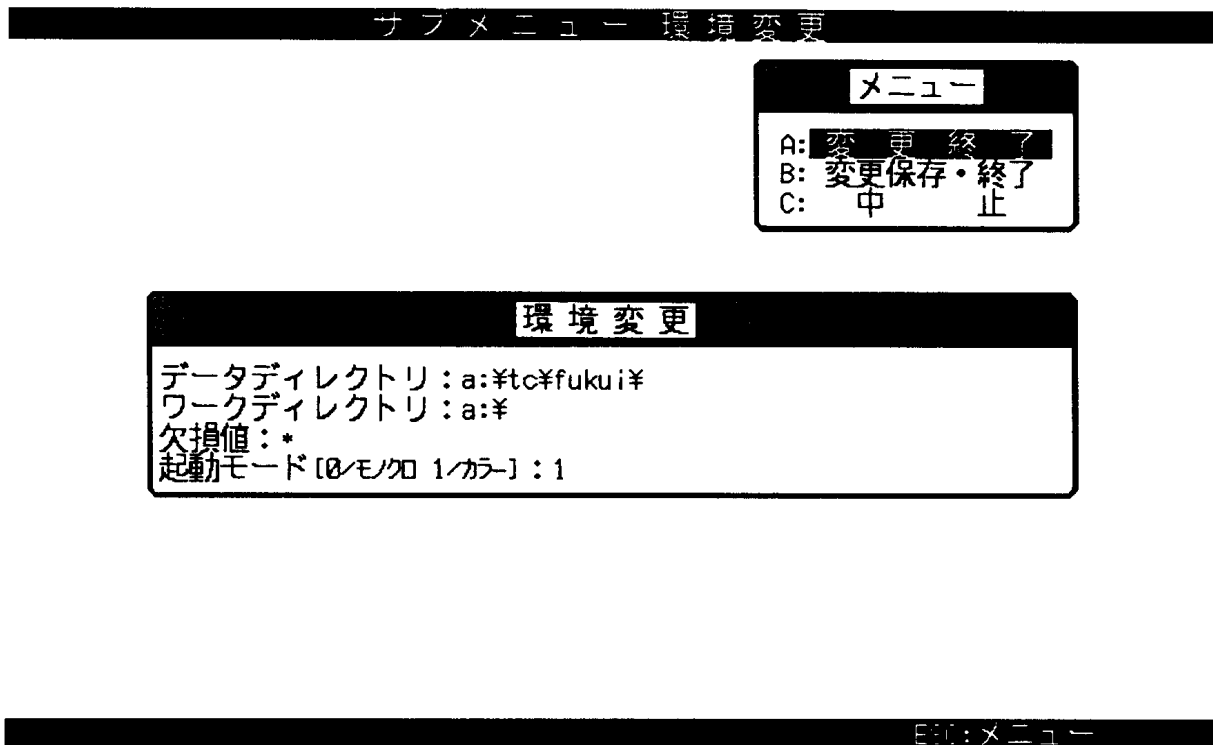 サブメニュー 環境変更
メニュー
A: 変更終了
B: 変更保存・終了
C: 中止
環境変更
データディレクトリ：a:¥tc¥fukui¥
ワークディレクトリ：a:¥
欠損値：*
起動モード[0/モノクロ 1/カラー]：1
ESC:メニュー